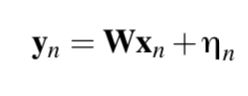 𝐲ₙ = 𝐖𝐱ₙ + ηₙ